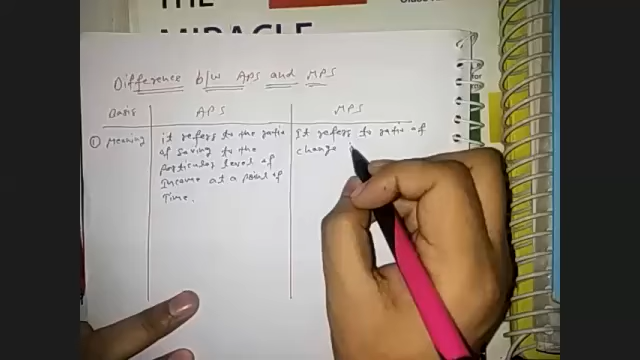 THE
MIRACLE
Difference b/w APS and MPS
Basis APS MPS
① Meaning
it refers to the ratio
of saving to the
particular level of
Income at a point of
Time.
It refers to ratio of
change i